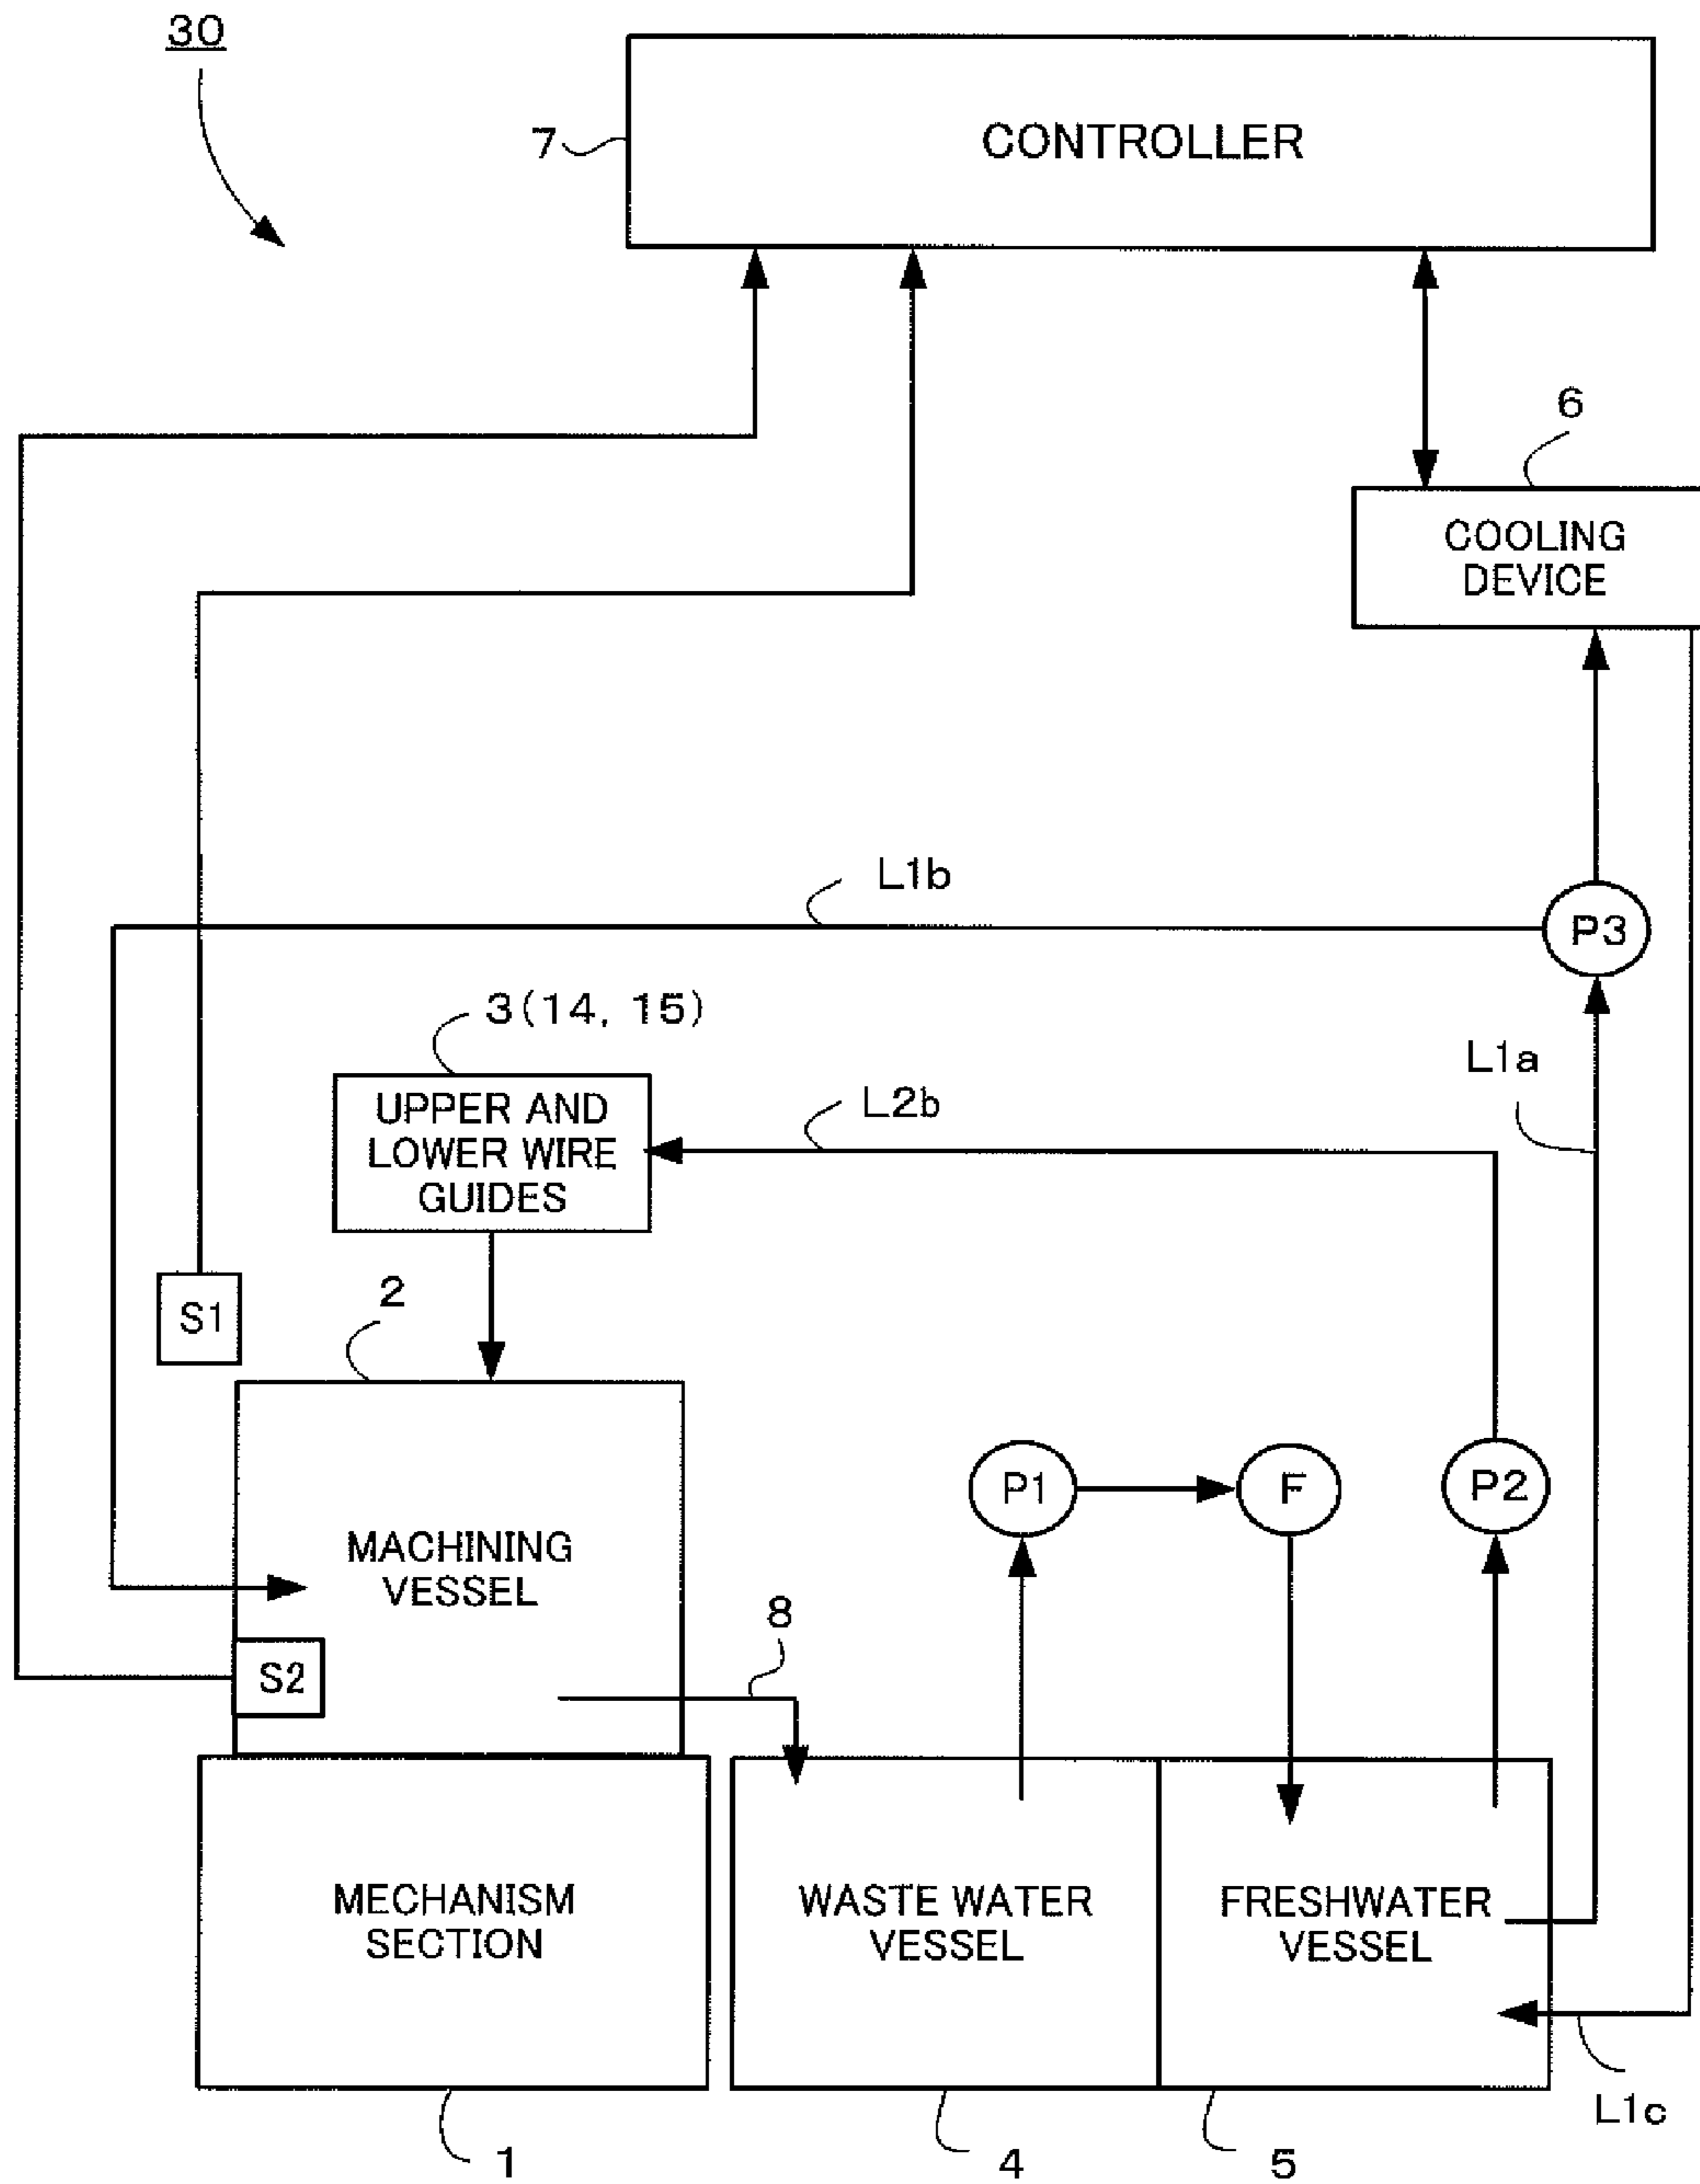 30
7
CONTROLLER
6
COOLING
DEVICE
L1b
P3
3(14, 15)
L1a
UPPER AND
LOWER WIRE
GUIDES
L2b
S1
2
P1
F
P2
MACHINING
VESSEL
8
S2
MECHANISM
SECTION
WASTE WATER
VESSEL
FRESHWATER
VESSEL
L1c
1
4
5